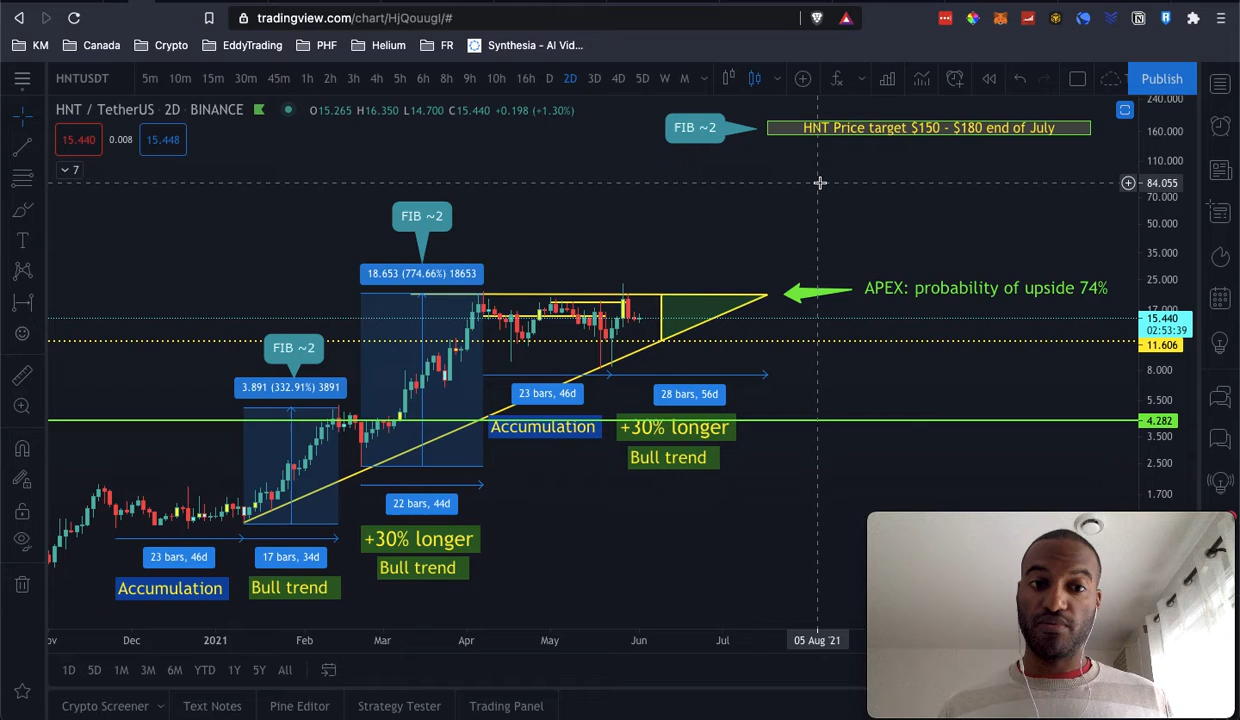 tradingview.com/chart/HjQouugI/#
KM Canada Crypto EddyTrading PHF Helium FR Synthesia - AI Vid...
HNTUSDT 5m 10m 15m 30m 45m 1h 2h 3h 4h 5h 6h 8h 9h 10h 16h D 2D 3D 4D 5D W M Publish
HNT / TetherUS · 2D · BINANCE O15.265 H16.350 L14.700 C15.440 +0.198 (+1.30%)
240.000
FIB ~2 HNT Price target $150 - $180 end of July
160.000
15.440 0.008 15.448
110.000
7
84.055
70.000
FIB ~2
50.000
35.000
18.653 (774.66%) 18653
25.000
APEX: probability of upside 74%
15.440
02:53:39
11.606
FIB ~2
8.000
3.891 (332.91%) 3891
23 bars, 46d 28 bars, 56d
5.500
4.282
Accumulation +30% longer
3.500
Bull trend
2.500
1.700
22 bars, 44d
+30% longer
23 bars, 46d 17 bars, 34d
Bull trend
Accumulation Bull trend
Dec 2021 Feb Mar Apr May Jun Jul 05 Aug '21
1D 5D 1M 3M 6M YTD 1Y 5Y All
Crypto Screener Text Notes Pine Editor Strategy Tester Trading Panel